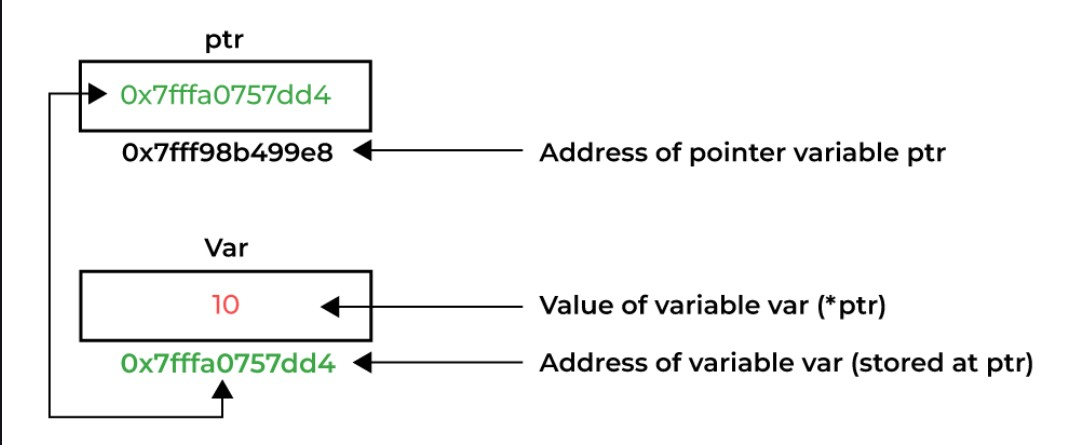 ptr
0x7fffa0757dd4
0x7fff98b499e8
Address of pointer variable ptr
Var
10
Value of variable var (*ptr)
0x7fffa0757dd4
Address of variable var (stored at ptr)